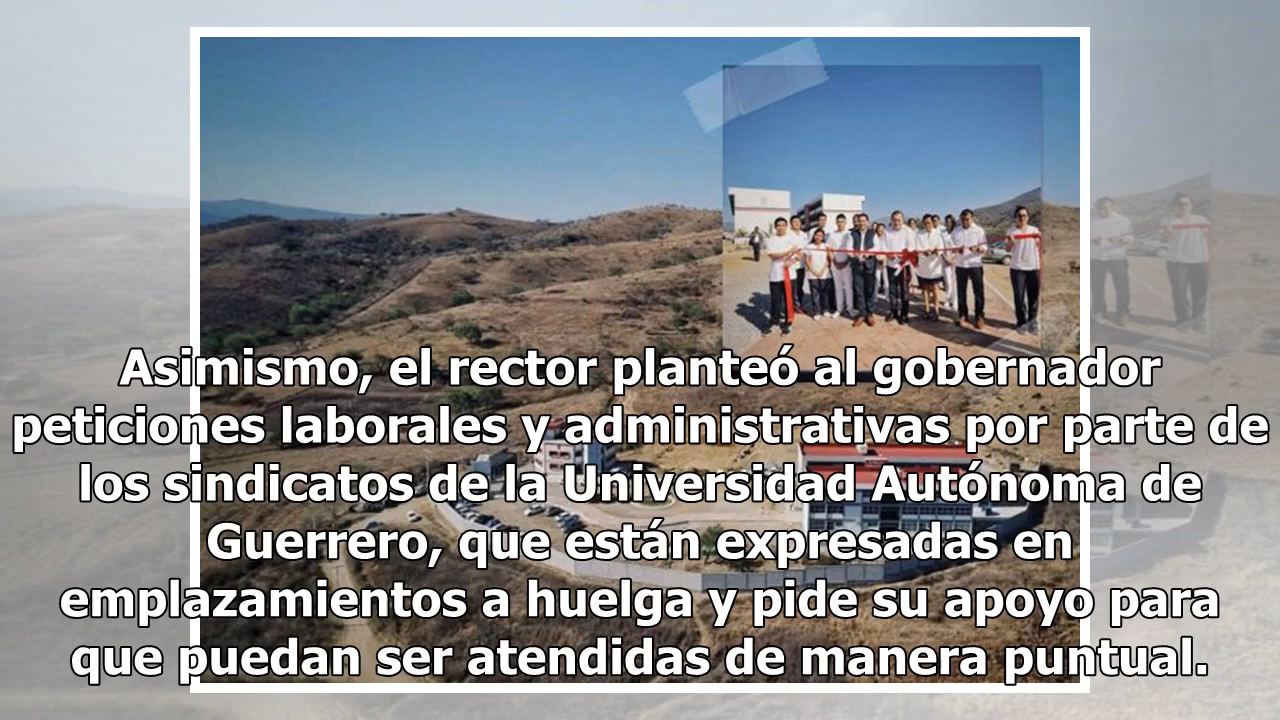 Asimismo, el rector planteó al gobernador
peticiones laborales y administrativas por parte de
los sindicatos de la Universidad Autónoma de
Guerrero, que están expresadas en
emplazamientos a huelga y pide su apoyo para
que puedan ser atendidas de manera puntual.